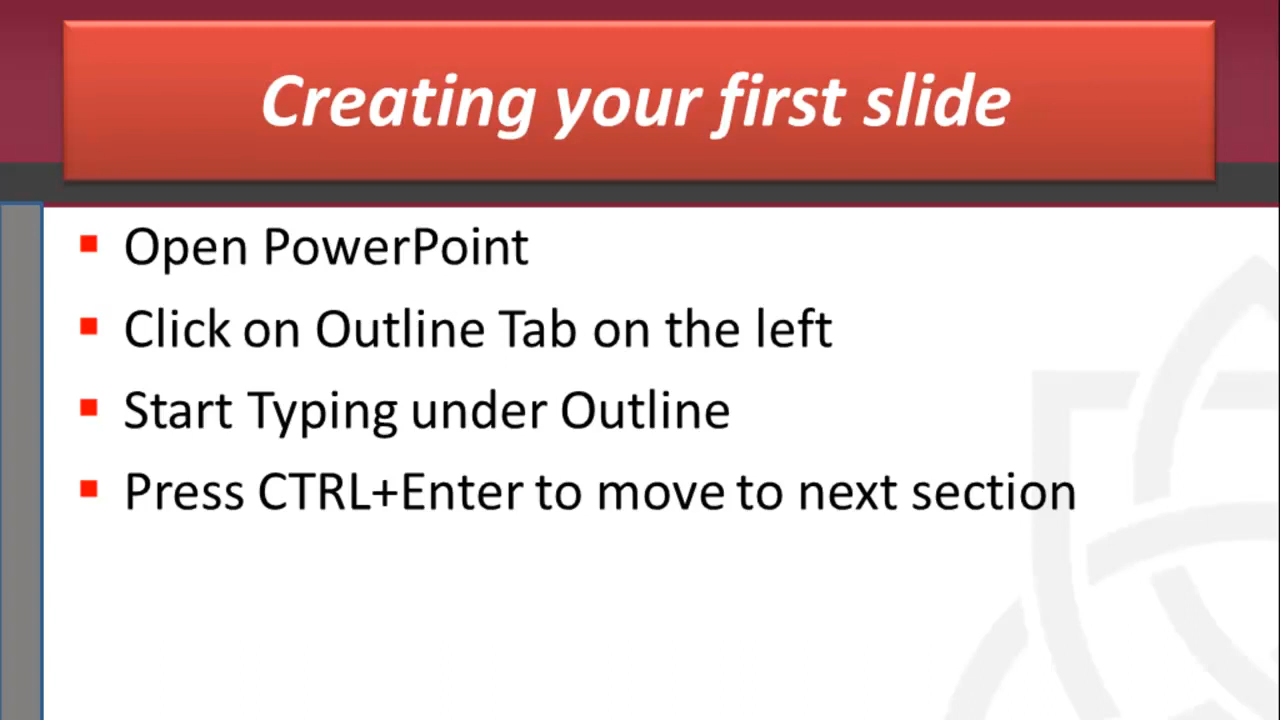 Creating your first slide
Open PowerPoint
Click on Outline Tab on the left
Start Typing under Outline
Press CTRL+Enter to move to next section